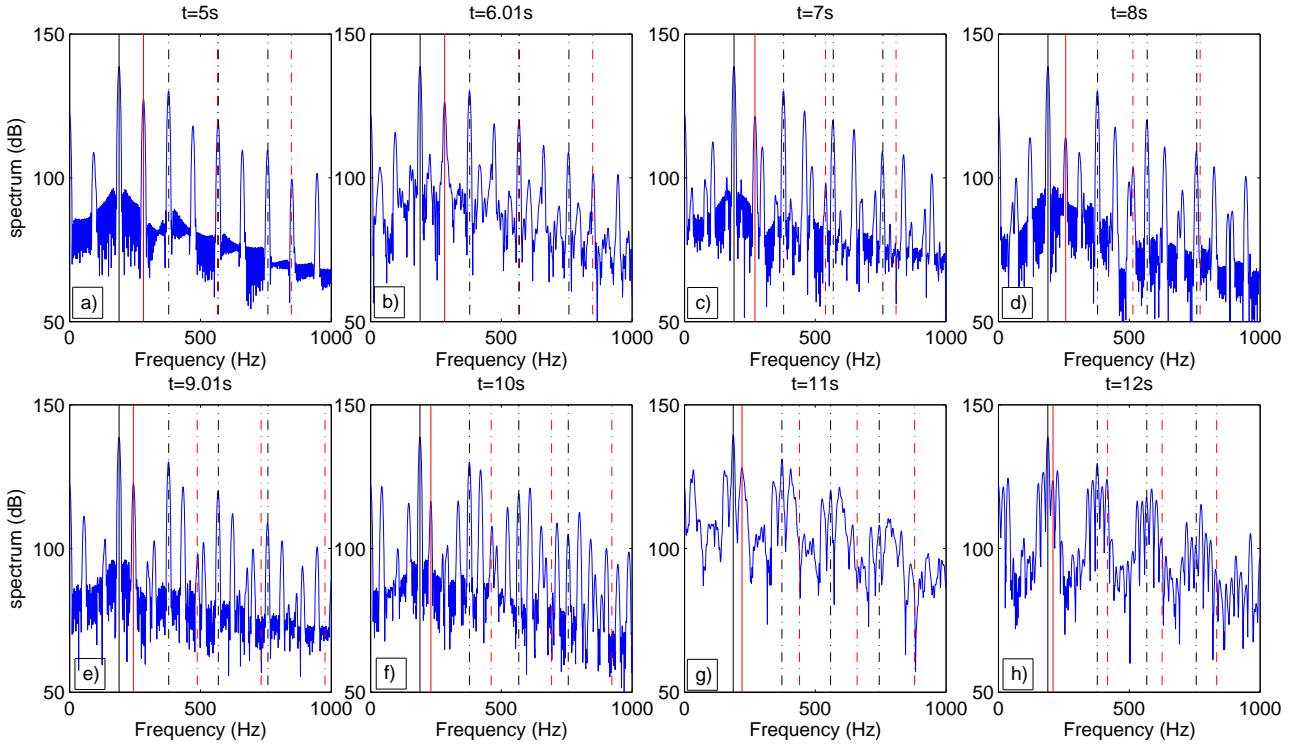 t=5s t=6.01s t=7s t=8s
150 150 150 150
100 100 100 100
50 50 50 50
spectrum (dB)
a) b) c) d)
0 500 1000 0 500 1000 0 500 1000 0 500 1000
Frequency (Hz) Frequency (Hz) Frequency (Hz) Frequency (Hz)
t=9.01s t=10s t=11s t=12s
150 150 150 150
100 100 100 100
50 50 50 50
spectrum (dB)
e) f) g) h)
0 500 1000 0 500 1000 0 500 1000 0 500 1000
Frequency (Hz) Frequency (Hz) Frequency (Hz) Frequency (Hz)